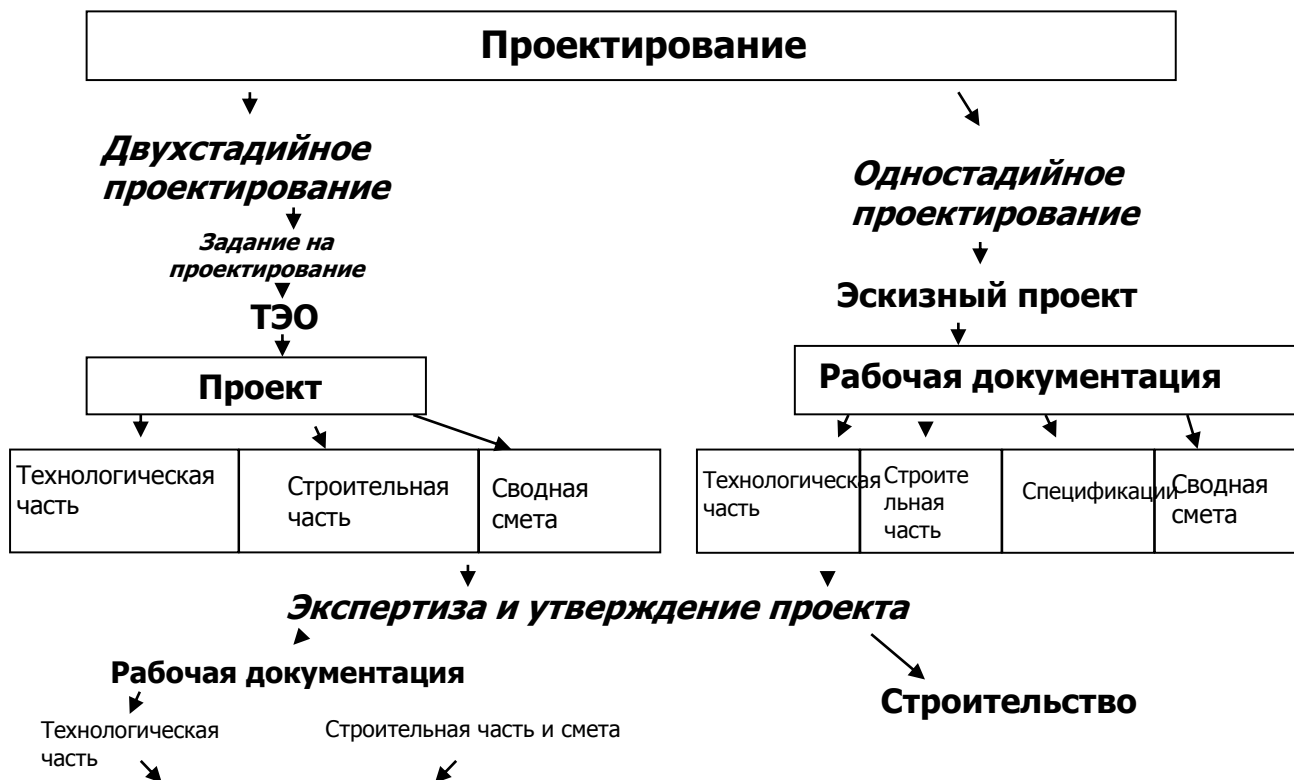 Проектирование
Двухстадийное
проектирование
Одностадийное
проектирование
Задание на
проектирование
Эскизный проект
ТЭО
Проект
Рабочая документация
Технологическая
часть
Строительная
часть
Сводная
смета
Технологическая
часть
Строите
льная
часть
Спецификации
Сводная
смета
Экспертиза и утверждение проекта
Рабочая документация
Строительство
Технологическая
часть
Строительная часть и смета